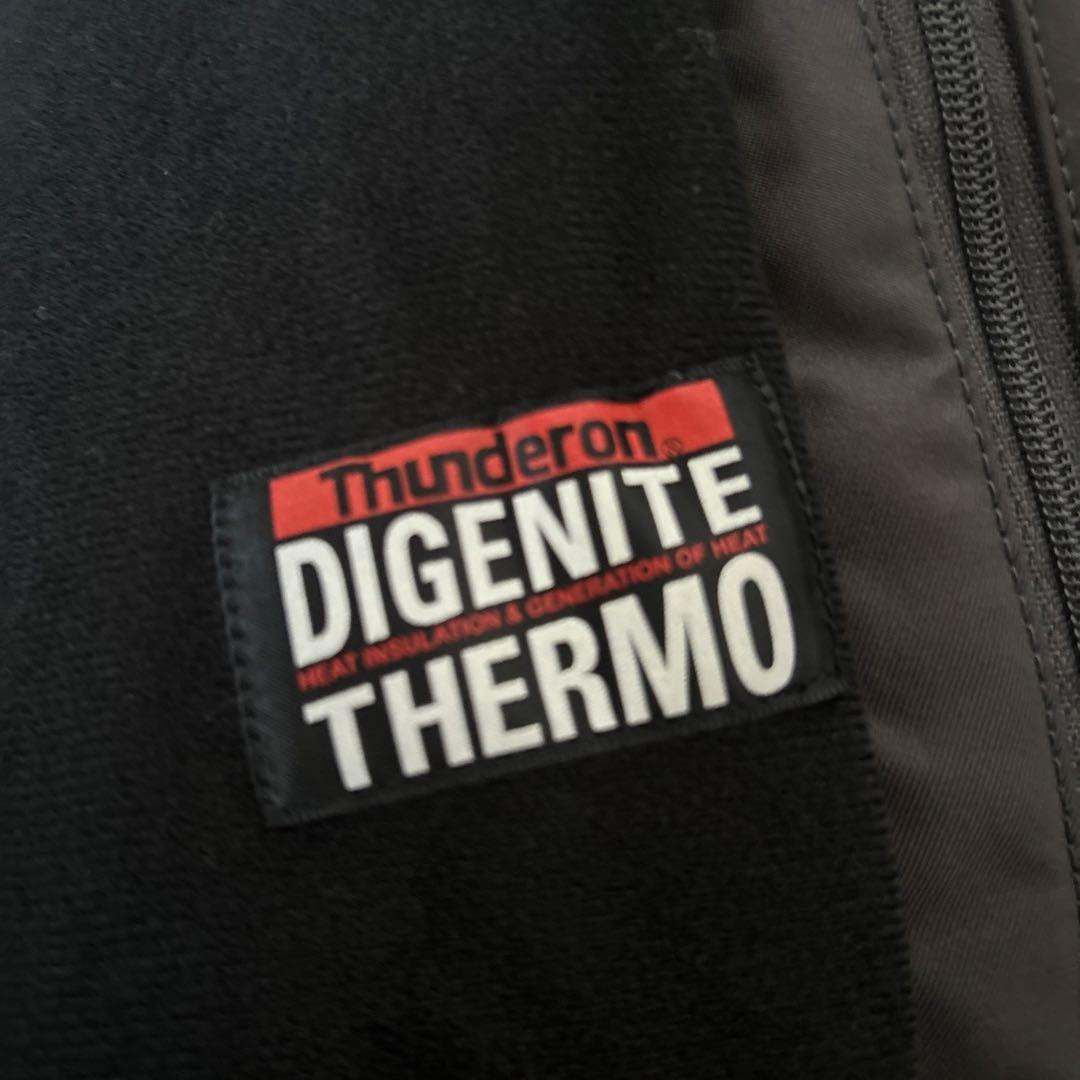 Thunderon®
DIGENITE
HEAT INSULATION & GENERATION OF HEAT
THERMO